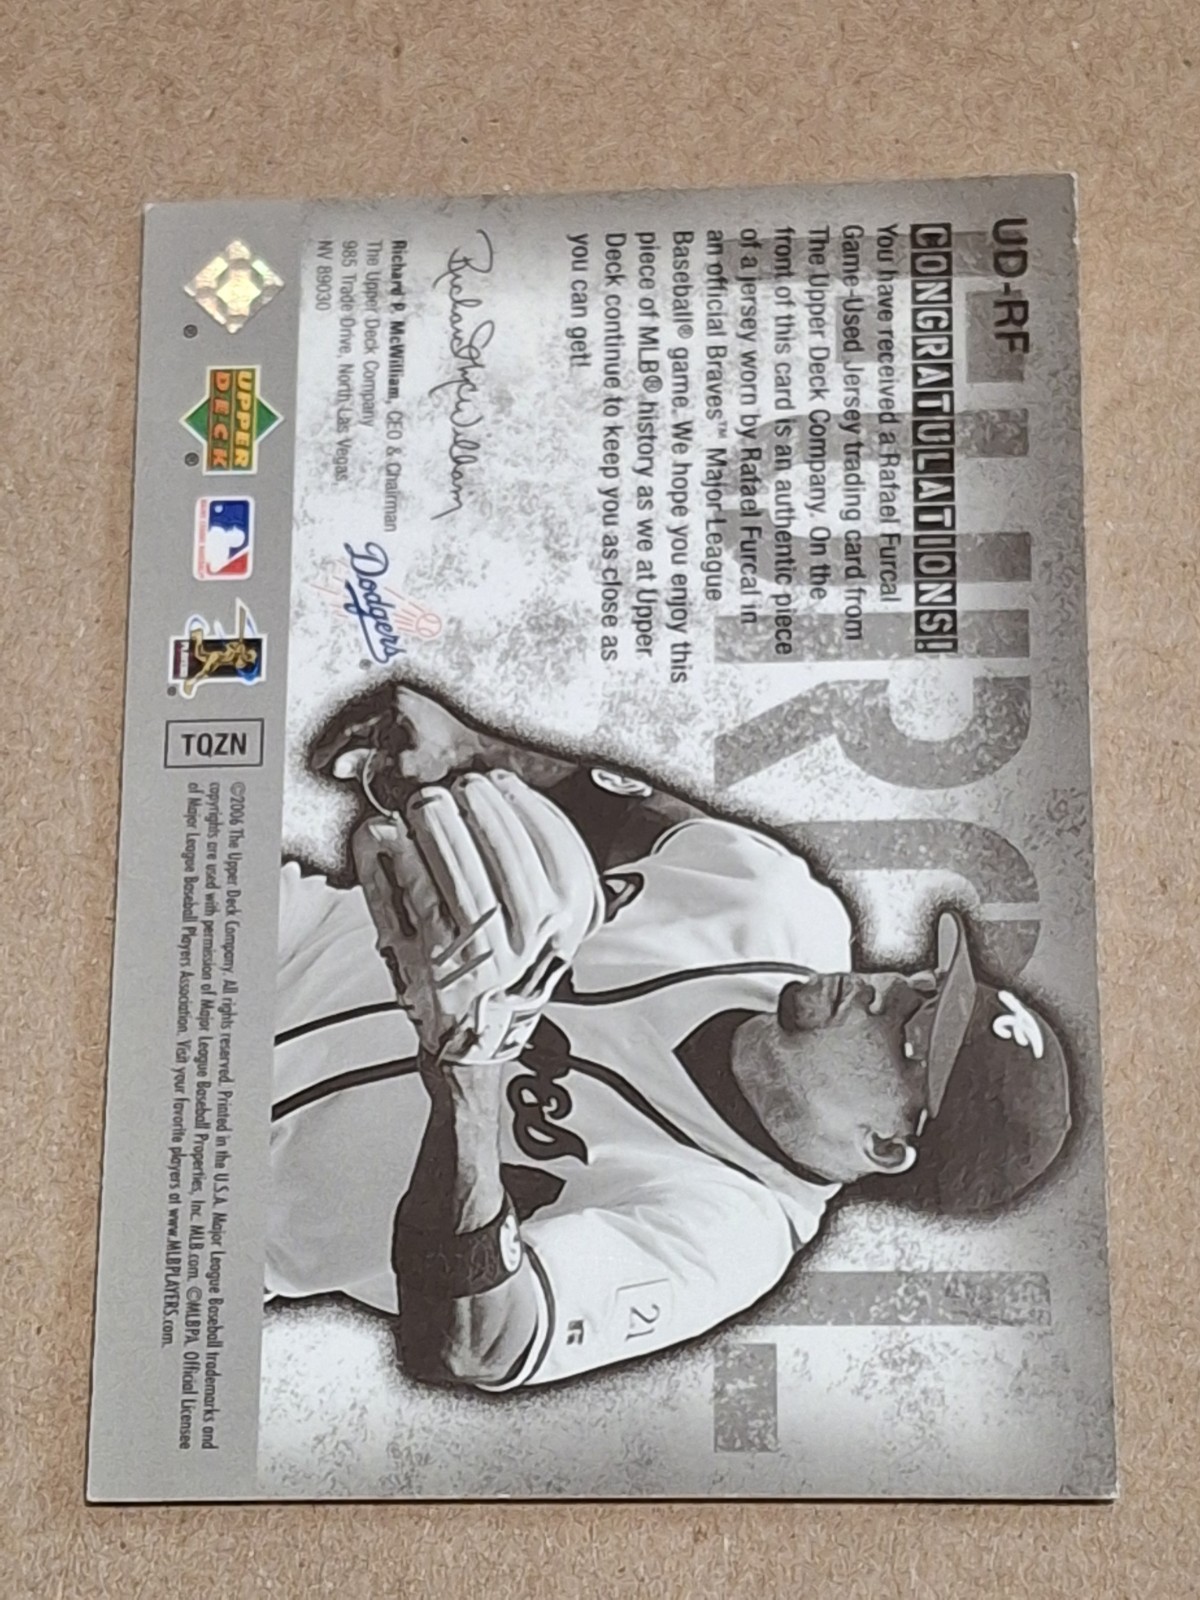 UD-RF
CONGRATULATIONS!
You have received a Rafael Furcal
Game-Used Jersey trading card from
The Upper Deck Company. On the
front of this card is an authentic piece
of a jersey worn by Rafael Furcal in
an official Braves™ Major League
Baseball® game. We hope you enjoy this
piece of MLB® history as we at Upper
Deck continue to keep you as close as
you can get!
Richard P. McWilliam
Richard P. McWilliam, CEO & Chairman
The Upper Deck Company
985 Trade Drive, North Las Vegas,
NV 89030
Dodgers®
21
®
UPPER
DECK
®
®
TQZN
©2006 The Upper Deck Company. All rights reserved. Printed in the U.S.A. Major League Baseball trademarks and
copyrights are used with permission of Major League Baseball Properties, Inc. MLB.com. ©MLBPA. Official Licensee
of Major League Baseball Players Association. Visit your favorite players at www.MLBPLAYERS.com.